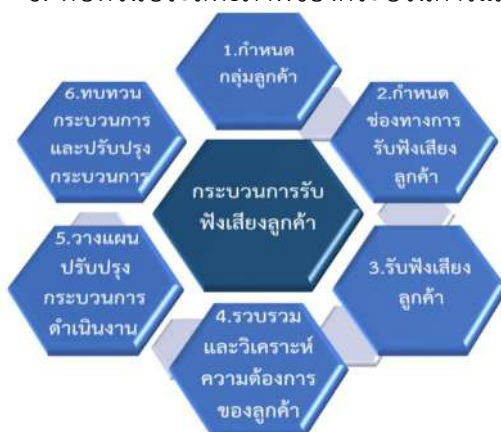 1.กำหนด
กลุ่มลูกค้า
2.กำหนด
ช่องทางการ
รับฟังเสียง
ลูกค้า
3.รับฟังเสียง
ลูกค้า
4.รวบรวม
และวิเคราะห์
ความต้องการ
ของลูกค้า
5.วางแผน
ปรับปรุง
กระบวนการ
ดำเนินงาน
6.ทบทวน
กระบวนการ
และปรับปรุง
กระบวนการ
กระบวนการรับ
ฟังเสียงลูกค้า